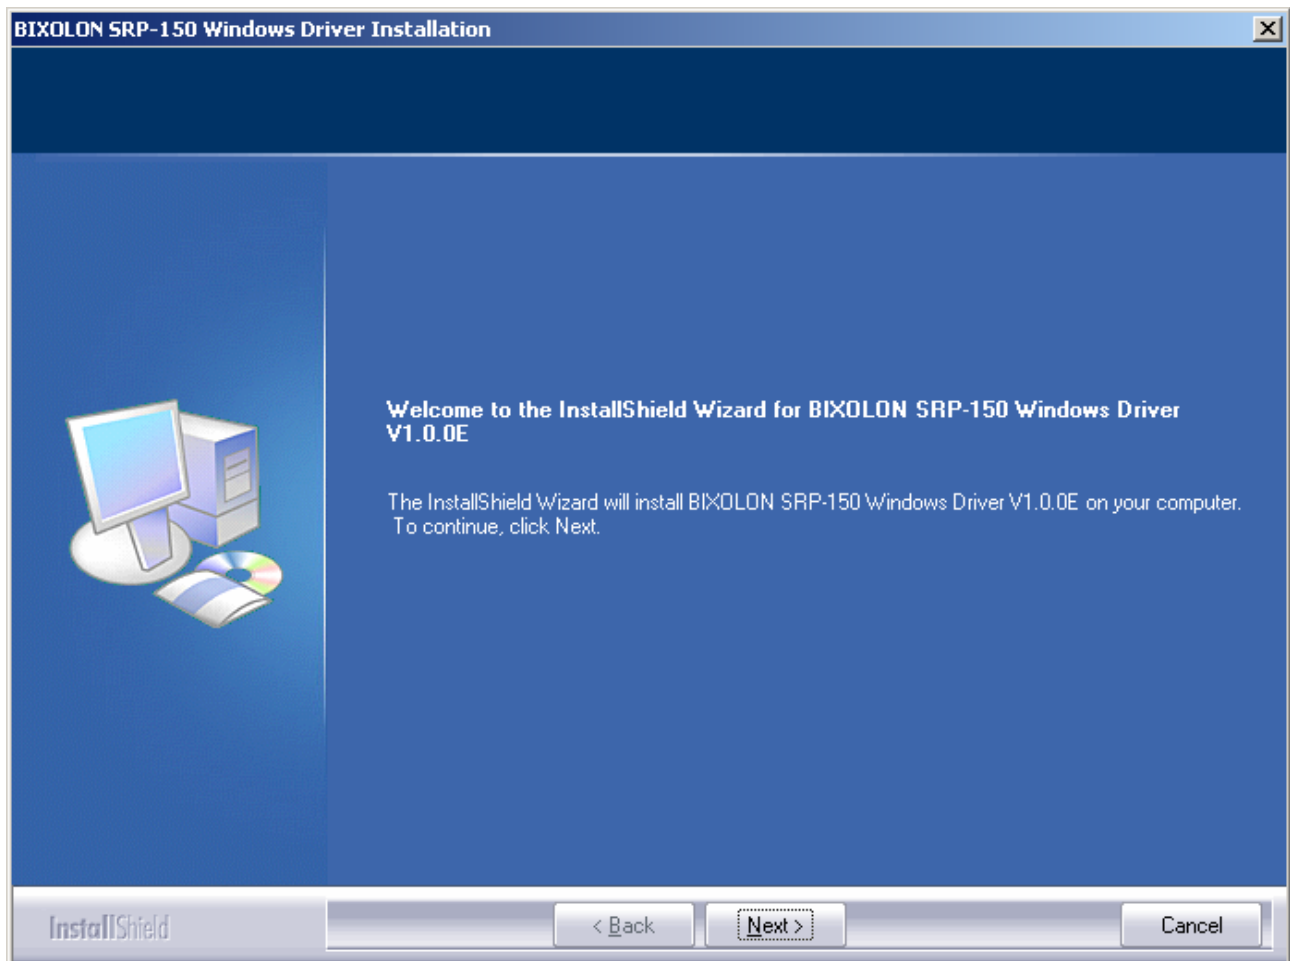 BIXOLON SRP-150 Windows Driver Installation
Welcome to the InstallShield Wizard for BIXOLON SRP-150 Windows Driver
V1.0.0E
The InstallShield Wizard will install BIXOLON SRP-150 Windows Driver V1.0.0E on your computer.
To continue, click Next.
InstallShield
< Back
Next >
Cancel